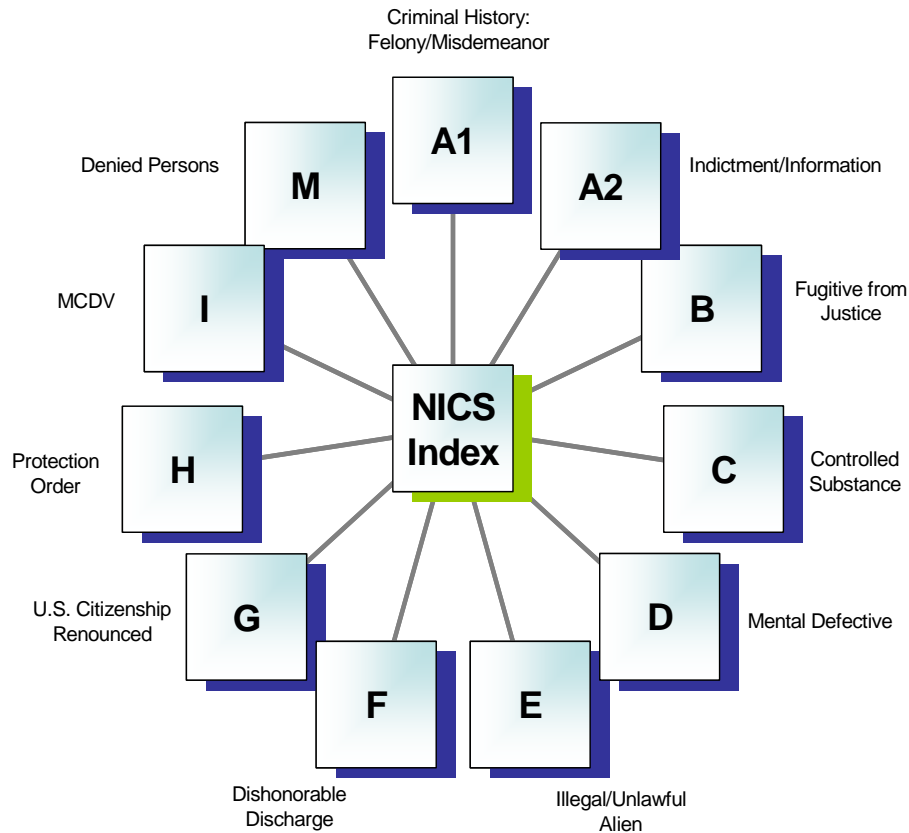 Criminal History:
Felony/Misdemeanor
A1
A2
Indictment/Information
Denied Persons
M
B
Fugitive from
Justice
MCDV
I
NICS
Index
C
Controlled
Substance
Protection
Order
H
D
Mental Defective
U.S. Citizenship
Renounced
G
F
Dishonorable
Discharge
E
Illegal/Unlawful
Alien